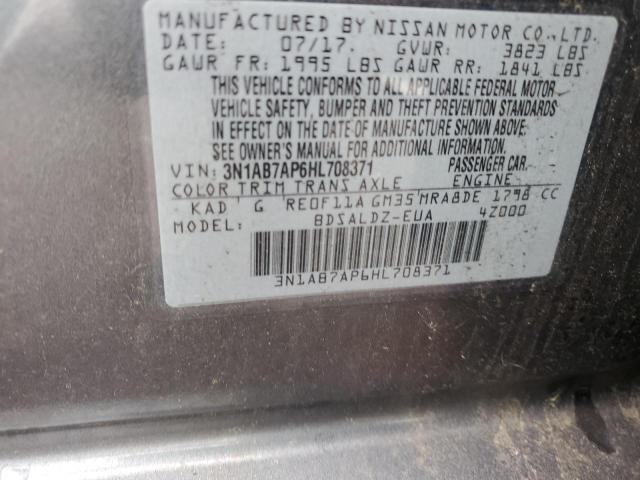 MANUFACTURED BY NISSAN MOTOR CO., LTD.
DATE: 07/17. GVWR: 3823 LBS
GAWR FR: 1995 LBS GAWR RR: 1841 LBS
THIS VEHICLE CONFORMS TO ALL APPLICABLE FEDERAL MOTOR
VEHICLE SAFETY, BUMPER AND THEFT PREVENTION STANDARDS
IN EFFECT ON THE DATE OF MANUFACTURE SHOWN ABOVE.
SEE OWNER'S MANUAL FOR ADDITIONAL INFORMATION.
VIN: 3N1AB7AP6HL708371 PASSENGER CAR
COLOR TRIM TRANS AXLE ENGINE
KAD G RE0F11A GM35 MRA8DE 1798 CC
MODEL: BDSALDZ-EUA 4Z000
3N1AB7AP6HL708371